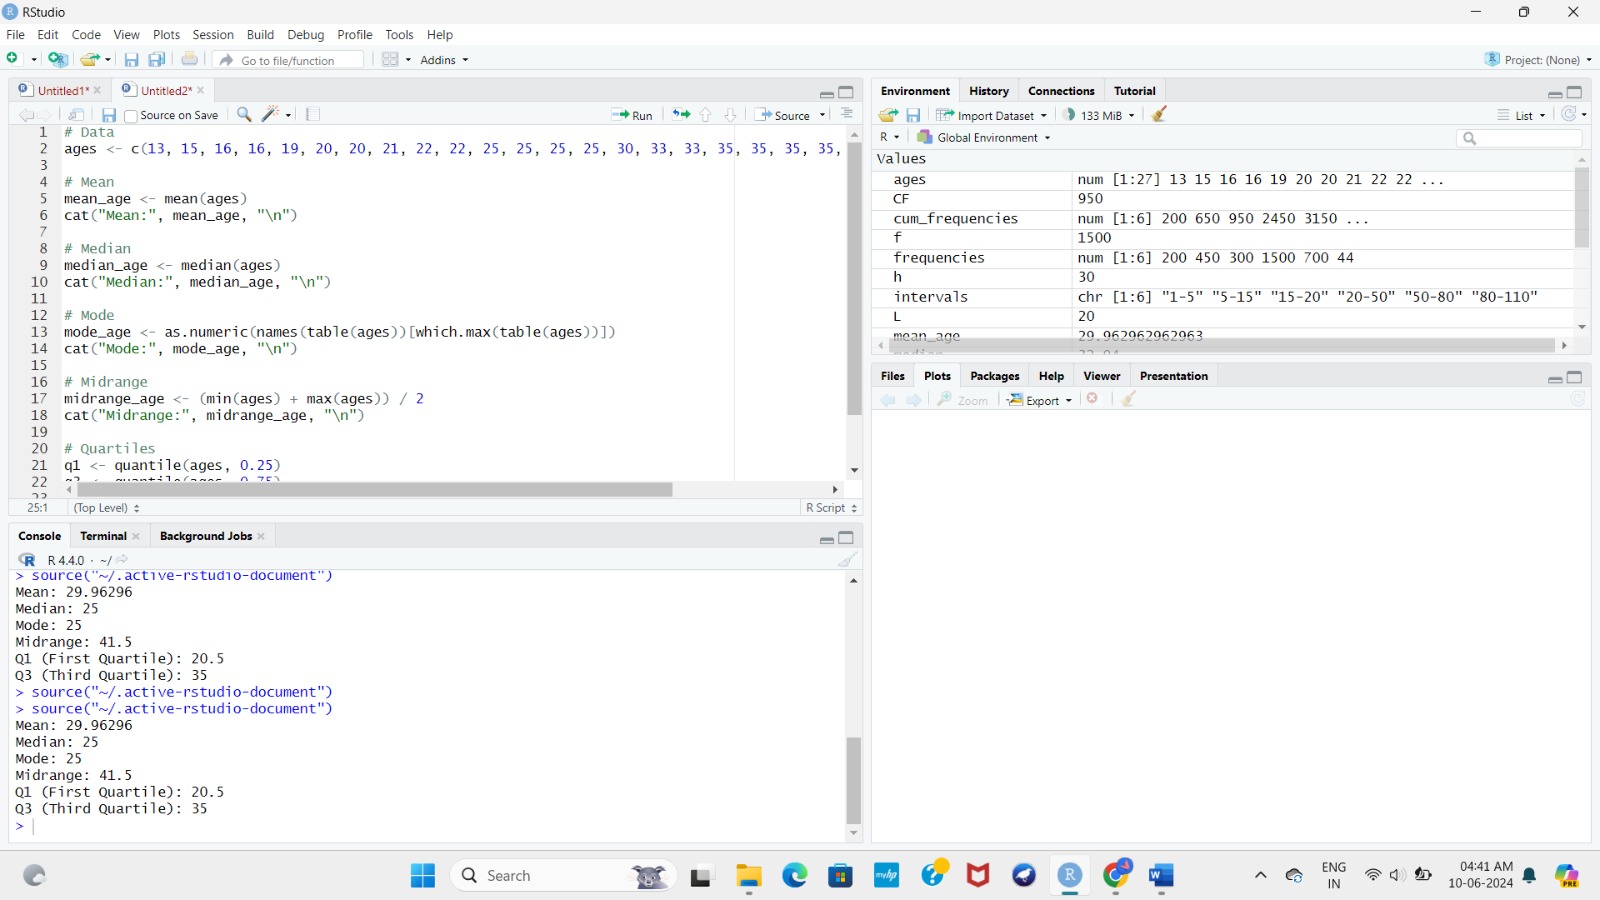 RStudio
File Edit Code View Plots Session Build Debug Profile Tools Help
Go to file/function Addins Project: (None)
Untitled1* Untitled2*
Source on Save Run Source
1 # Data
2 ages <- c(13, 15, 16, 16, 19, 20, 20, 21, 22, 22, 25, 25, 25, 25, 30, 33, 33, 35, 35, 35, 35,
3
4 # Mean
5 mean_age <- mean(ages)
6 cat("Mean:", mean_age, "\n")
7
8 # Median
9 median_age <- median(ages)
10 cat("Median:", median_age, "\n")
11
12 # Mode
13 mode_age <- as.numeric(names(table(ages))[which.max(table(ages))])
14 cat("Mode:", mode_age, "\n")
15
16 # Midrange
17 midrange_age <- (min(ages) + max(ages)) / 2
18 cat("Midrange:", midrange_age, "\n")
19
20 # Quartiles
21 q1 <- quantile(ages, 0.25)
22 q3 <- quantile(ages, 0.75)
23
25:1 (Top Level) R Script
Console Terminal Background Jobs
R 4.4.0 · ~/
> source("~/.active-rstudio-document")
Mean: 29.96296
Median: 25
Mode: 25
Midrange: 41.5
Q1 (First Quartile): 20.5
Q3 (Third Quartile): 35
> source("~/.active-rstudio-document")
> source("~/.active-rstudio-document")
Mean: 29.96296
Median: 25
Mode: 25
Midrange: 41.5
Q1 (First Quartile): 20.5
Q3 (Third Quartile): 35
>
Environment History Connections Tutorial
Import Dataset 133 MiB List
R Global Environment
Values
ages num [1:27] 13 15 16 16 19 20 20 21 22 22 ...
CF 950
cum_frequencies num [1:6] 200 650 950 2450 3150 ...
f 1500
frequencies num [1:6] 200 450 300 1500 700 44
h 30
intervals chr [1:6] "1-5" "5-15" "15-20" "20-50" "50-80" "80-110"
L 20
mean_age 29.962962962963
median 32.94
Files Plots Packages Help Viewer Presentation
Zoom Export
Search
myhp
ENG
IN
04:41 AM
10-06-2024
PRE